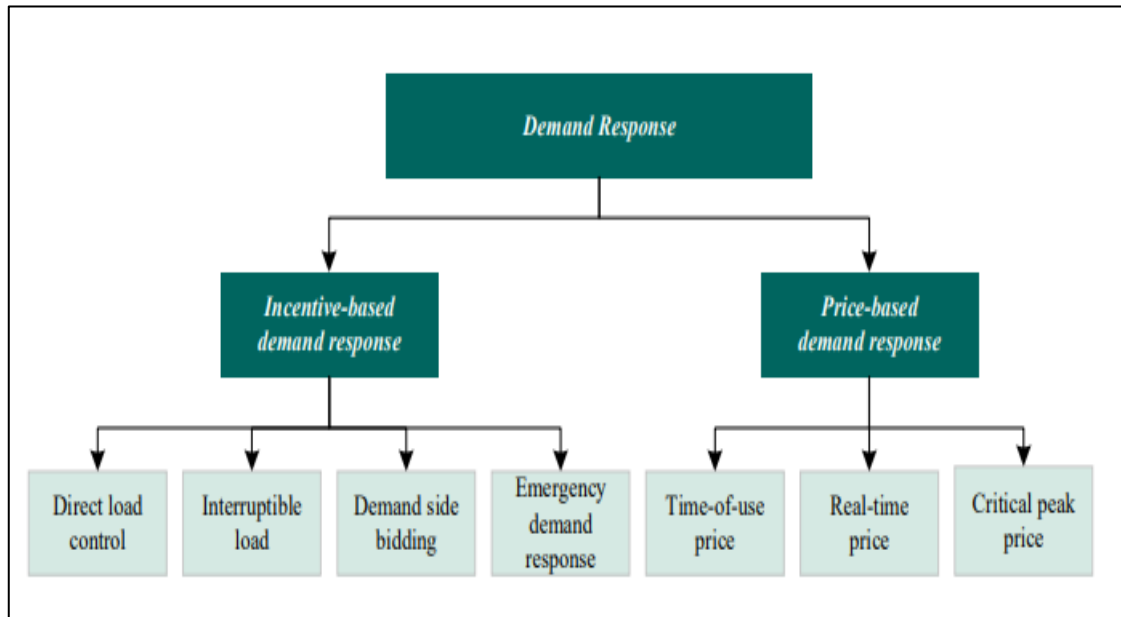 Demand Response
Incentive-based
demand response
Price-based
demand response
Direct load
control
Interruptible
load
Demand side
bidding
Emergency
demand
response
Time-of-use
price
Real-time
price
Critical peak
price